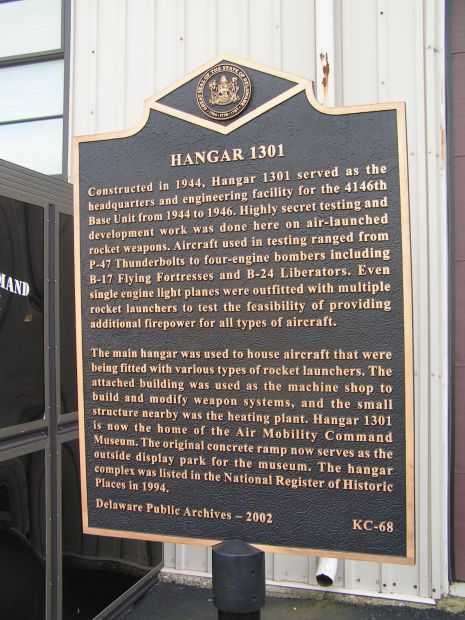 GREAT SEAL OF THE STATE OF DELAWARE
HANGAR 1301
Constructed in 1944, Hangar 1301 served as the
headquarters and engineering facility for the 4146th
Base Unit from 1944 to 1946. Highly secret testing and
development work was done here on air-launched
rocket weapons. Aircraft used in testing ranged from
P-47 Thunderbolts to four-engine bombers including
B-17 Flying Fortresses and B-24 Liberators. Even
single engine light planes were outfitted with multiple
rocket launchers to test the feasibility of providing
additional firepower for all types of aircraft.
The main hangar was used to house aircraft that were
being fitted with various types of rocket launchers. The
attached building was used as the machine shop to
build and modify weapon systems, and the small
structure nearby was the heating plant. Hangar 1301
is now the home of the Air Mobility Command
Museum. The original concrete ramp now serves as the
outside display park for the museum. The hangar
complex was listed in the National Register of Historic
Places in 1994.
Delaware Public Archives – 2002
KC-68
MAND